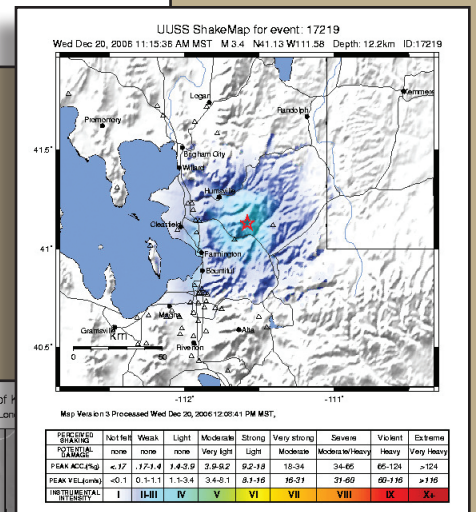 UUSS ShakeMap for event: 17219
Wed Dec 20, 2006 11:15:36 AM MST M 3.4 N41.13 W111.58 Depth: 12.2km ID:17219
Logan
Kemmerer
Randolph
Promontory
41.5°
Brigham City
Willard
Huntsville
Clearfield
41°
Farmington
Bountiful
Magna
Grantsville
km
Alta
Riverton
40.5°
0
50
-112°
-111°
Map Version 3 Processed Wed Dec 20, 2006 12:08:41 PM MST,
PERCEIVED SHAKING Not felt Weak Light Moderate Strong Very strong Severe Violent Extreme
POTENTIAL DAMAGE none none none Very light Light Moderate Moderate/Heavy Heavy Very Heavy
PEAK ACC.(%g) <.17 .17-1.4 1.4-3.9 3.9-9.2 9.2-18 18-34 34-65 65-124 >124
PEAK VEL.(cm/s) <0.1 0.1-1.1 1.1-3.4 3.4-8.1 8.1-16 16-31 31-60 60-116 >116
INSTRUMENTAL INTENSITY I II-III IV V VI VII VIII IX X+